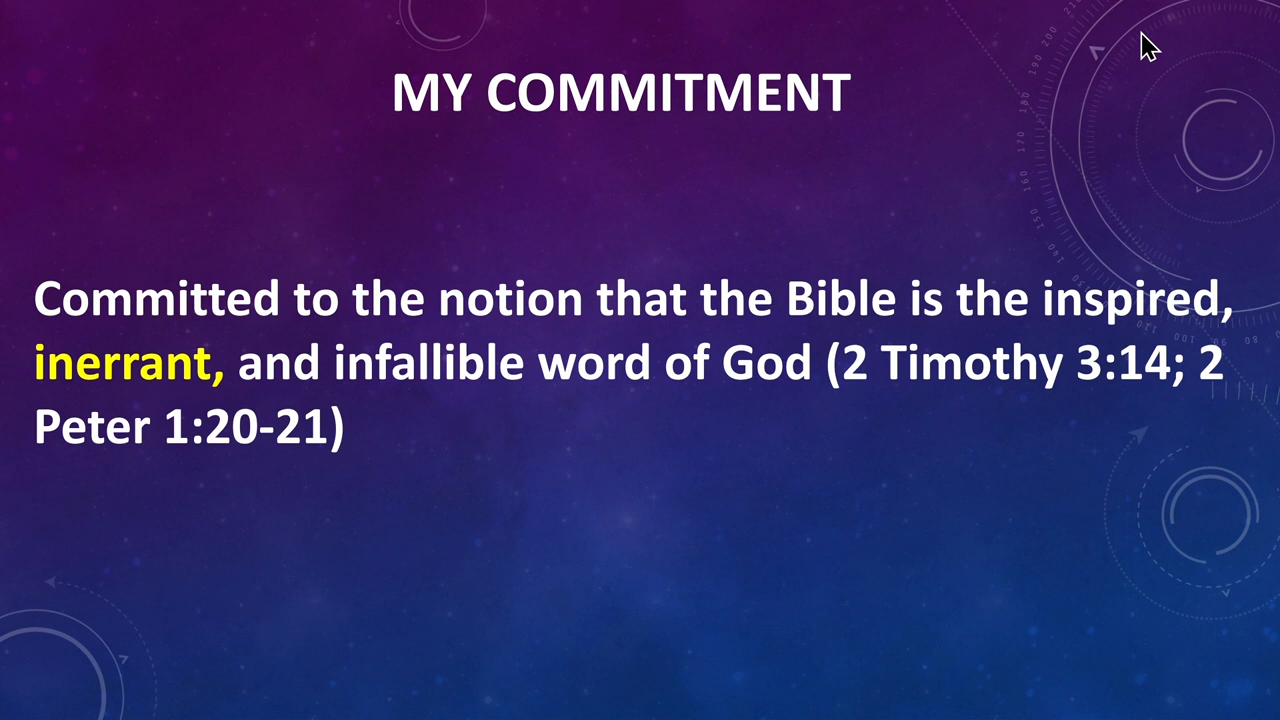 MY COMMITMENT
Committed to the notion that the Bible is the inspired,
inerrant, and infallible word of God (2 Timothy 3:14; 2
Peter 1:20-21)